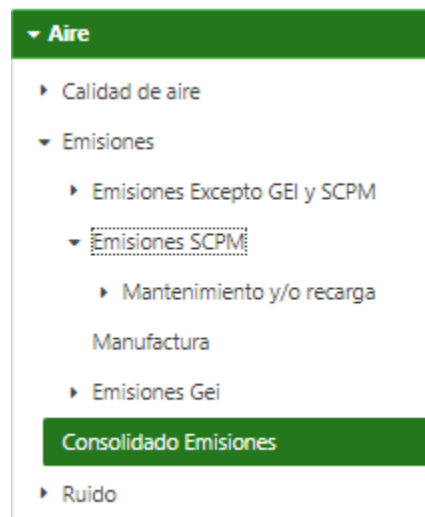 Aire
Calidad de aire
Emisiones
Emisiones Excepto GEI y SCPM
Emisiones SCPM
Mantenimiento y/o recarga
Manufactura
Emisiones Gei
Consolidado Emisiones
Ruido